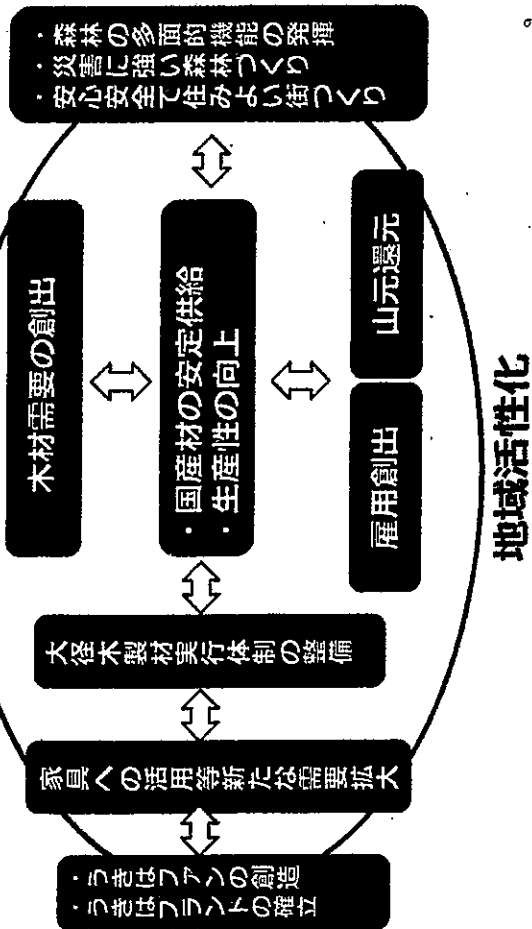 ・うきはファンの創造
・うきはフラントの確立
家具への活用等新たな需要拡大
大径木製材実行体制の整備
木材需要の創出
・国産材の安定供給
・生産性の向上
雇用創出
山元還元
・森林の多面的機能の発揮
・災害に強い森林つくり
・安心安全て住みよい街つくり
地域活性化